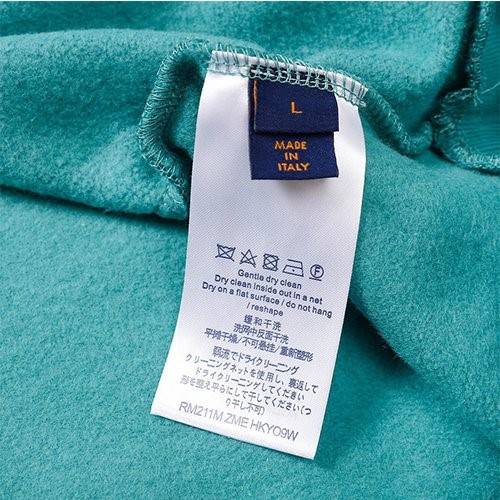 L
MADE
IN
ITALY
Gentle dry clean
Dry clean inside out in a net
Dry on a flat surface / do not hang
/ reshape
缓和干洗
洗网中反面干洗
平摊干燥/不可悬挂/重新整形
弱流でドライクリーニング
クリーニングネットを使用し、裏返して
ドライクリーニングしてください
形を整え平らにして干してください(つ
り干し不可)
RM211M ZME HKYO9W